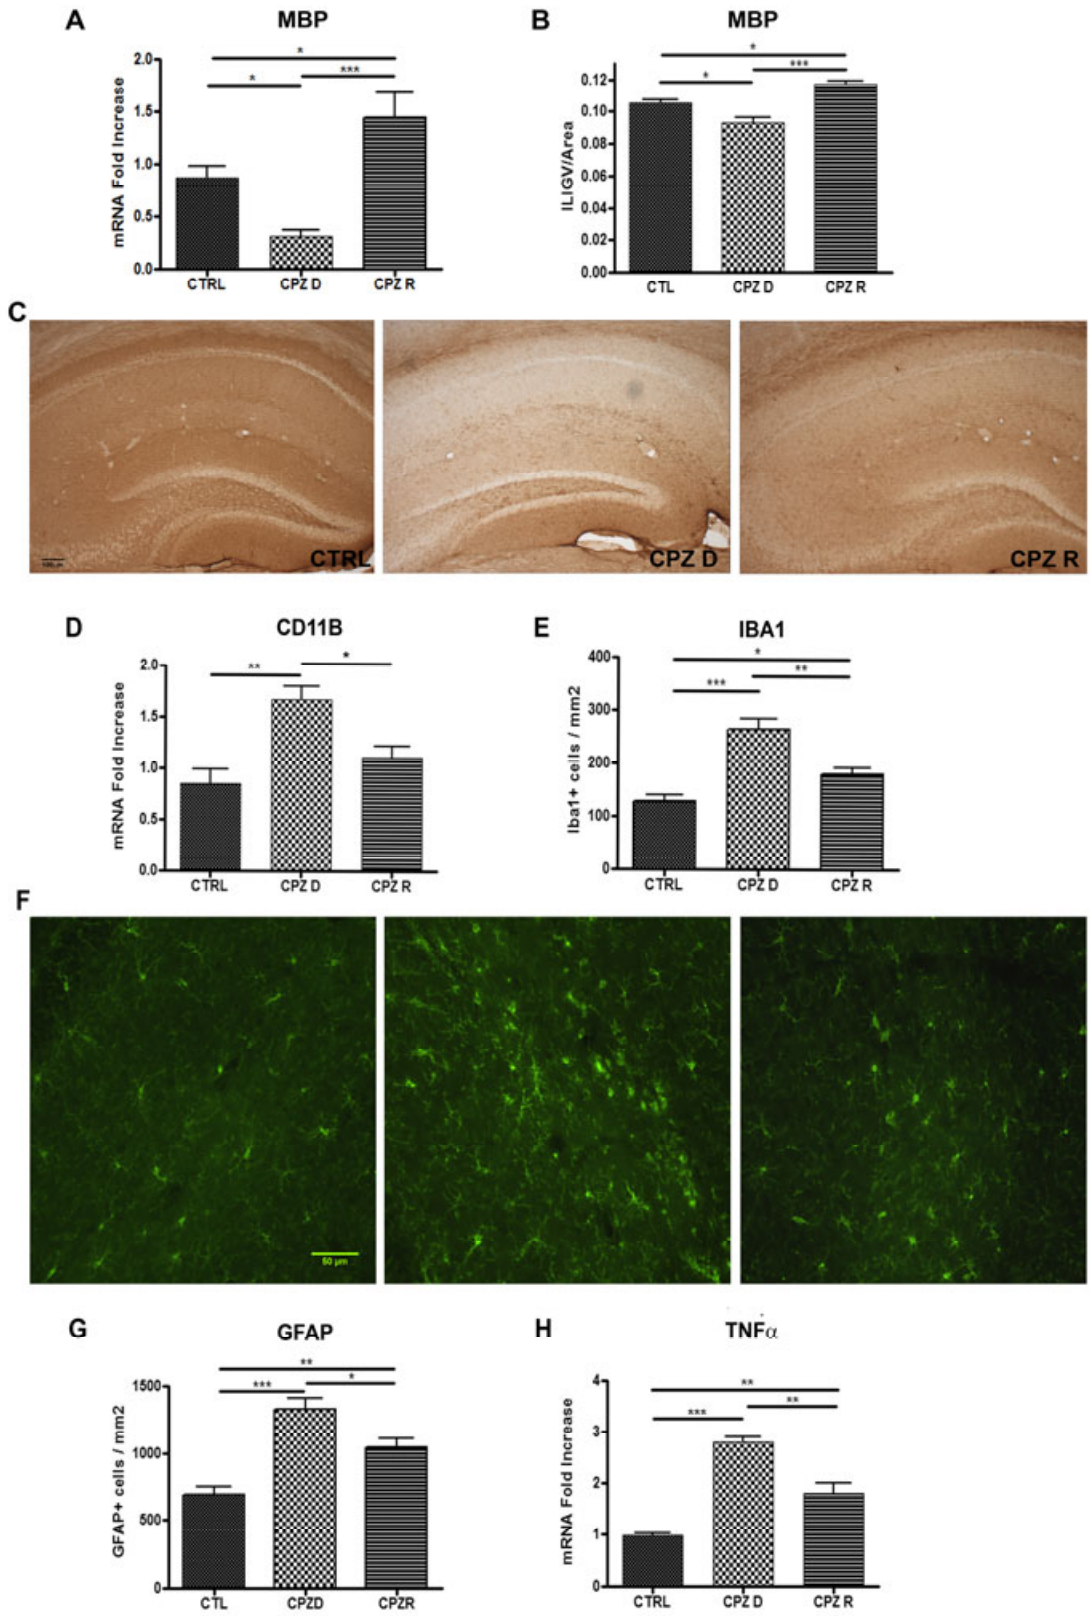 A
MBP
mRNA Fold Increase
2.0
1.5
1.0
0.5
0.0
*
***
*
CTRL
CPZ D
CPZ R
B
MBP
ILIGV/Area
0.12
0.10
0.08
0.06
0.04
0.02
0.00
*
***
*
CTL
CPZ D
CPZ R
C
CTRL
CPZ D
CPZ R
D
CD11B
mRNA Fold Increase
2.0
1.5
1.0
0.5
0.0
**
*
CTRL
CPZ D
CPZ R
E
IBA1
Iba1+ cells / mm2
400
300
200
100
0
*
**
***
CTRL
CPZ D
CPZ R
F
50 µm
G
GFAP
GFAP+ cells / mm2
1500
1000
500
0
**
*
***
CTL
CPZD
CPZR
H
TNFα
mRNA Fold Increase
4
3
2
1
0
**
**
***
CTRL
CPZ D
CPZ R